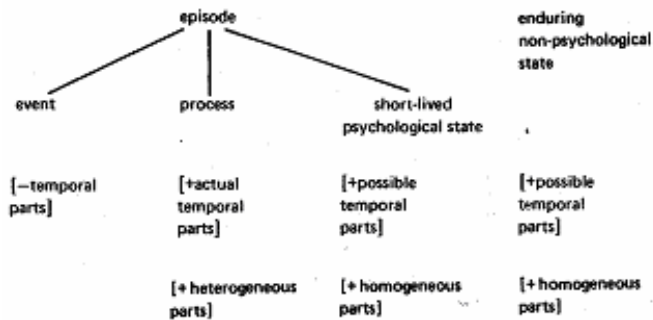 episode
enduring
non-psychological
state
event
process
short-lived
psychological state
[−temporal
parts]
[+actual
temporal
parts]
[+possible
temporal
parts]
[+possible
temporal
parts]
[+ heterogeneous
parts]
[+ homogeneous
parts]
[+ homogeneous
parts]